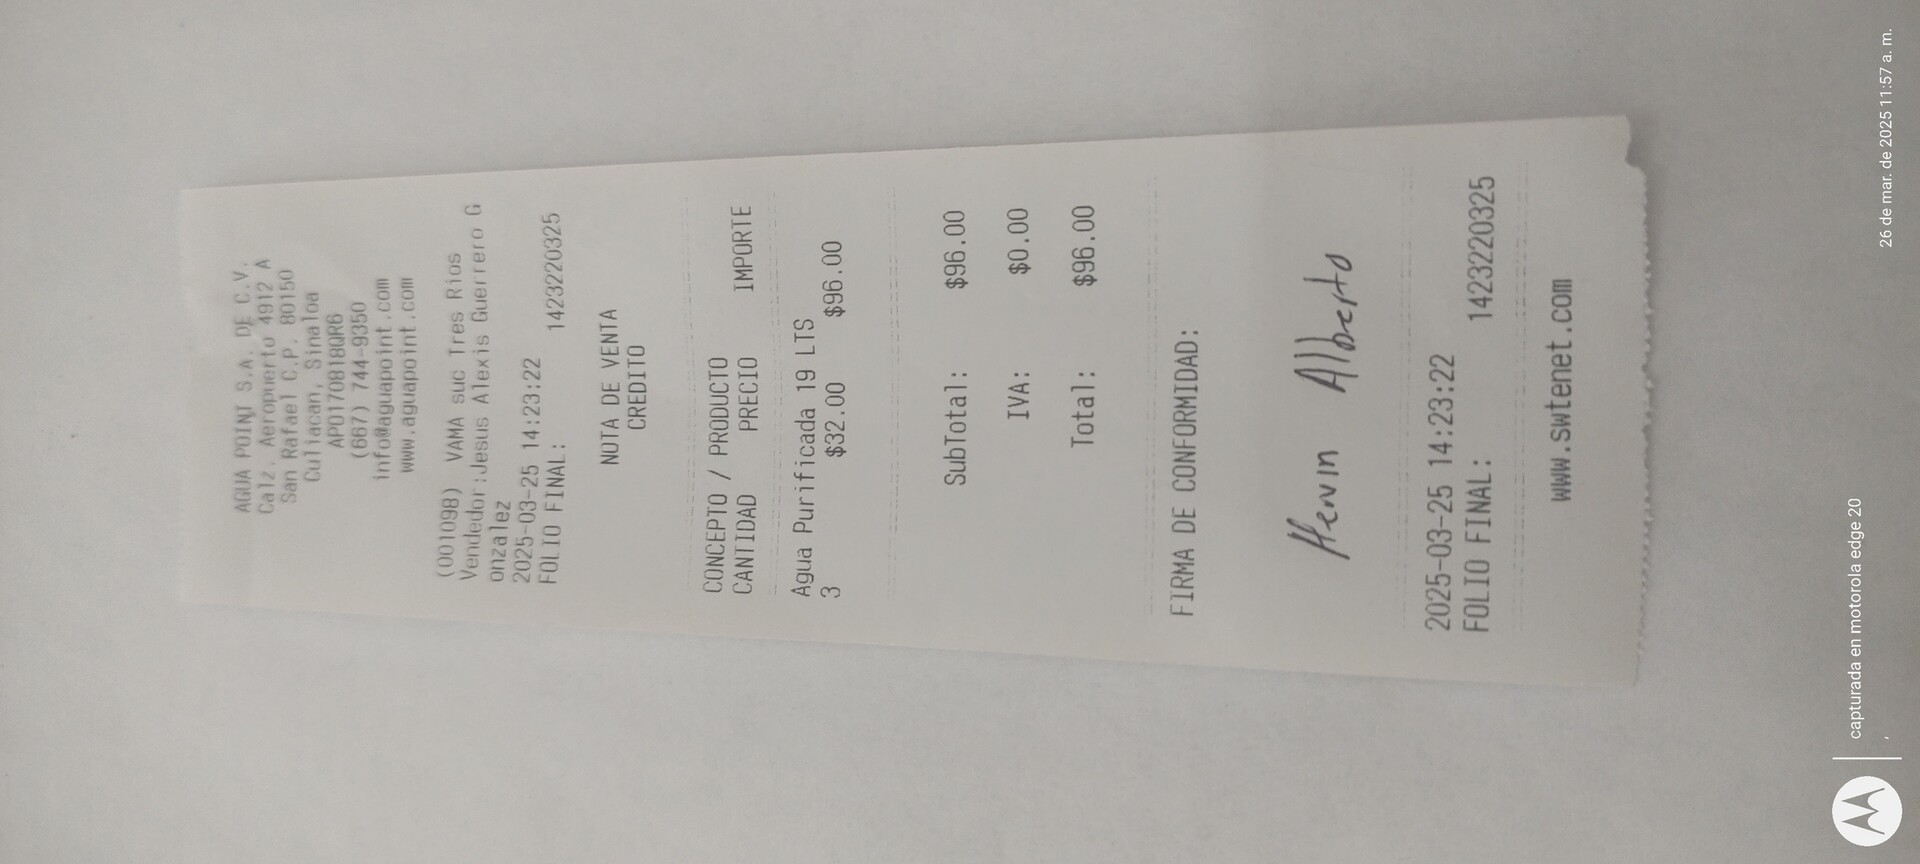 AGUA POINT S.A. DE C.V.
Calz. Aeropuerto 4912 A
San Rafael C.P. 80150
Culiacan, Sinaloa
APO170818QR6
(667) 744-9350
info@aguapoint.com
www.aguapoint.com
(001098) VAMA suc Tres Rios
Vendedor:Jesus Alexis Guerrero G
onzalez
2025-03-25 14:23:22
FOLIO FINAL: 1423220325
NOTA DE VENTA
CREDITO
CONCEPTO / PRODUCTO
CANTIDAD PRECIO IMPORTE
Agua Purificada 19 LTS
3 $32.00 $96.00
SubTotal: $96.00
IVA: $0.00
Total: $96.00
FIRMA DE CONFORMIDAD:
Alberto
2025-03-25 14:23:22
FOLIO FINAL: 1423220325
www.swtenet.com
capturada en motorola edge 20
26 de mar. de 2025 11:57 a. m.